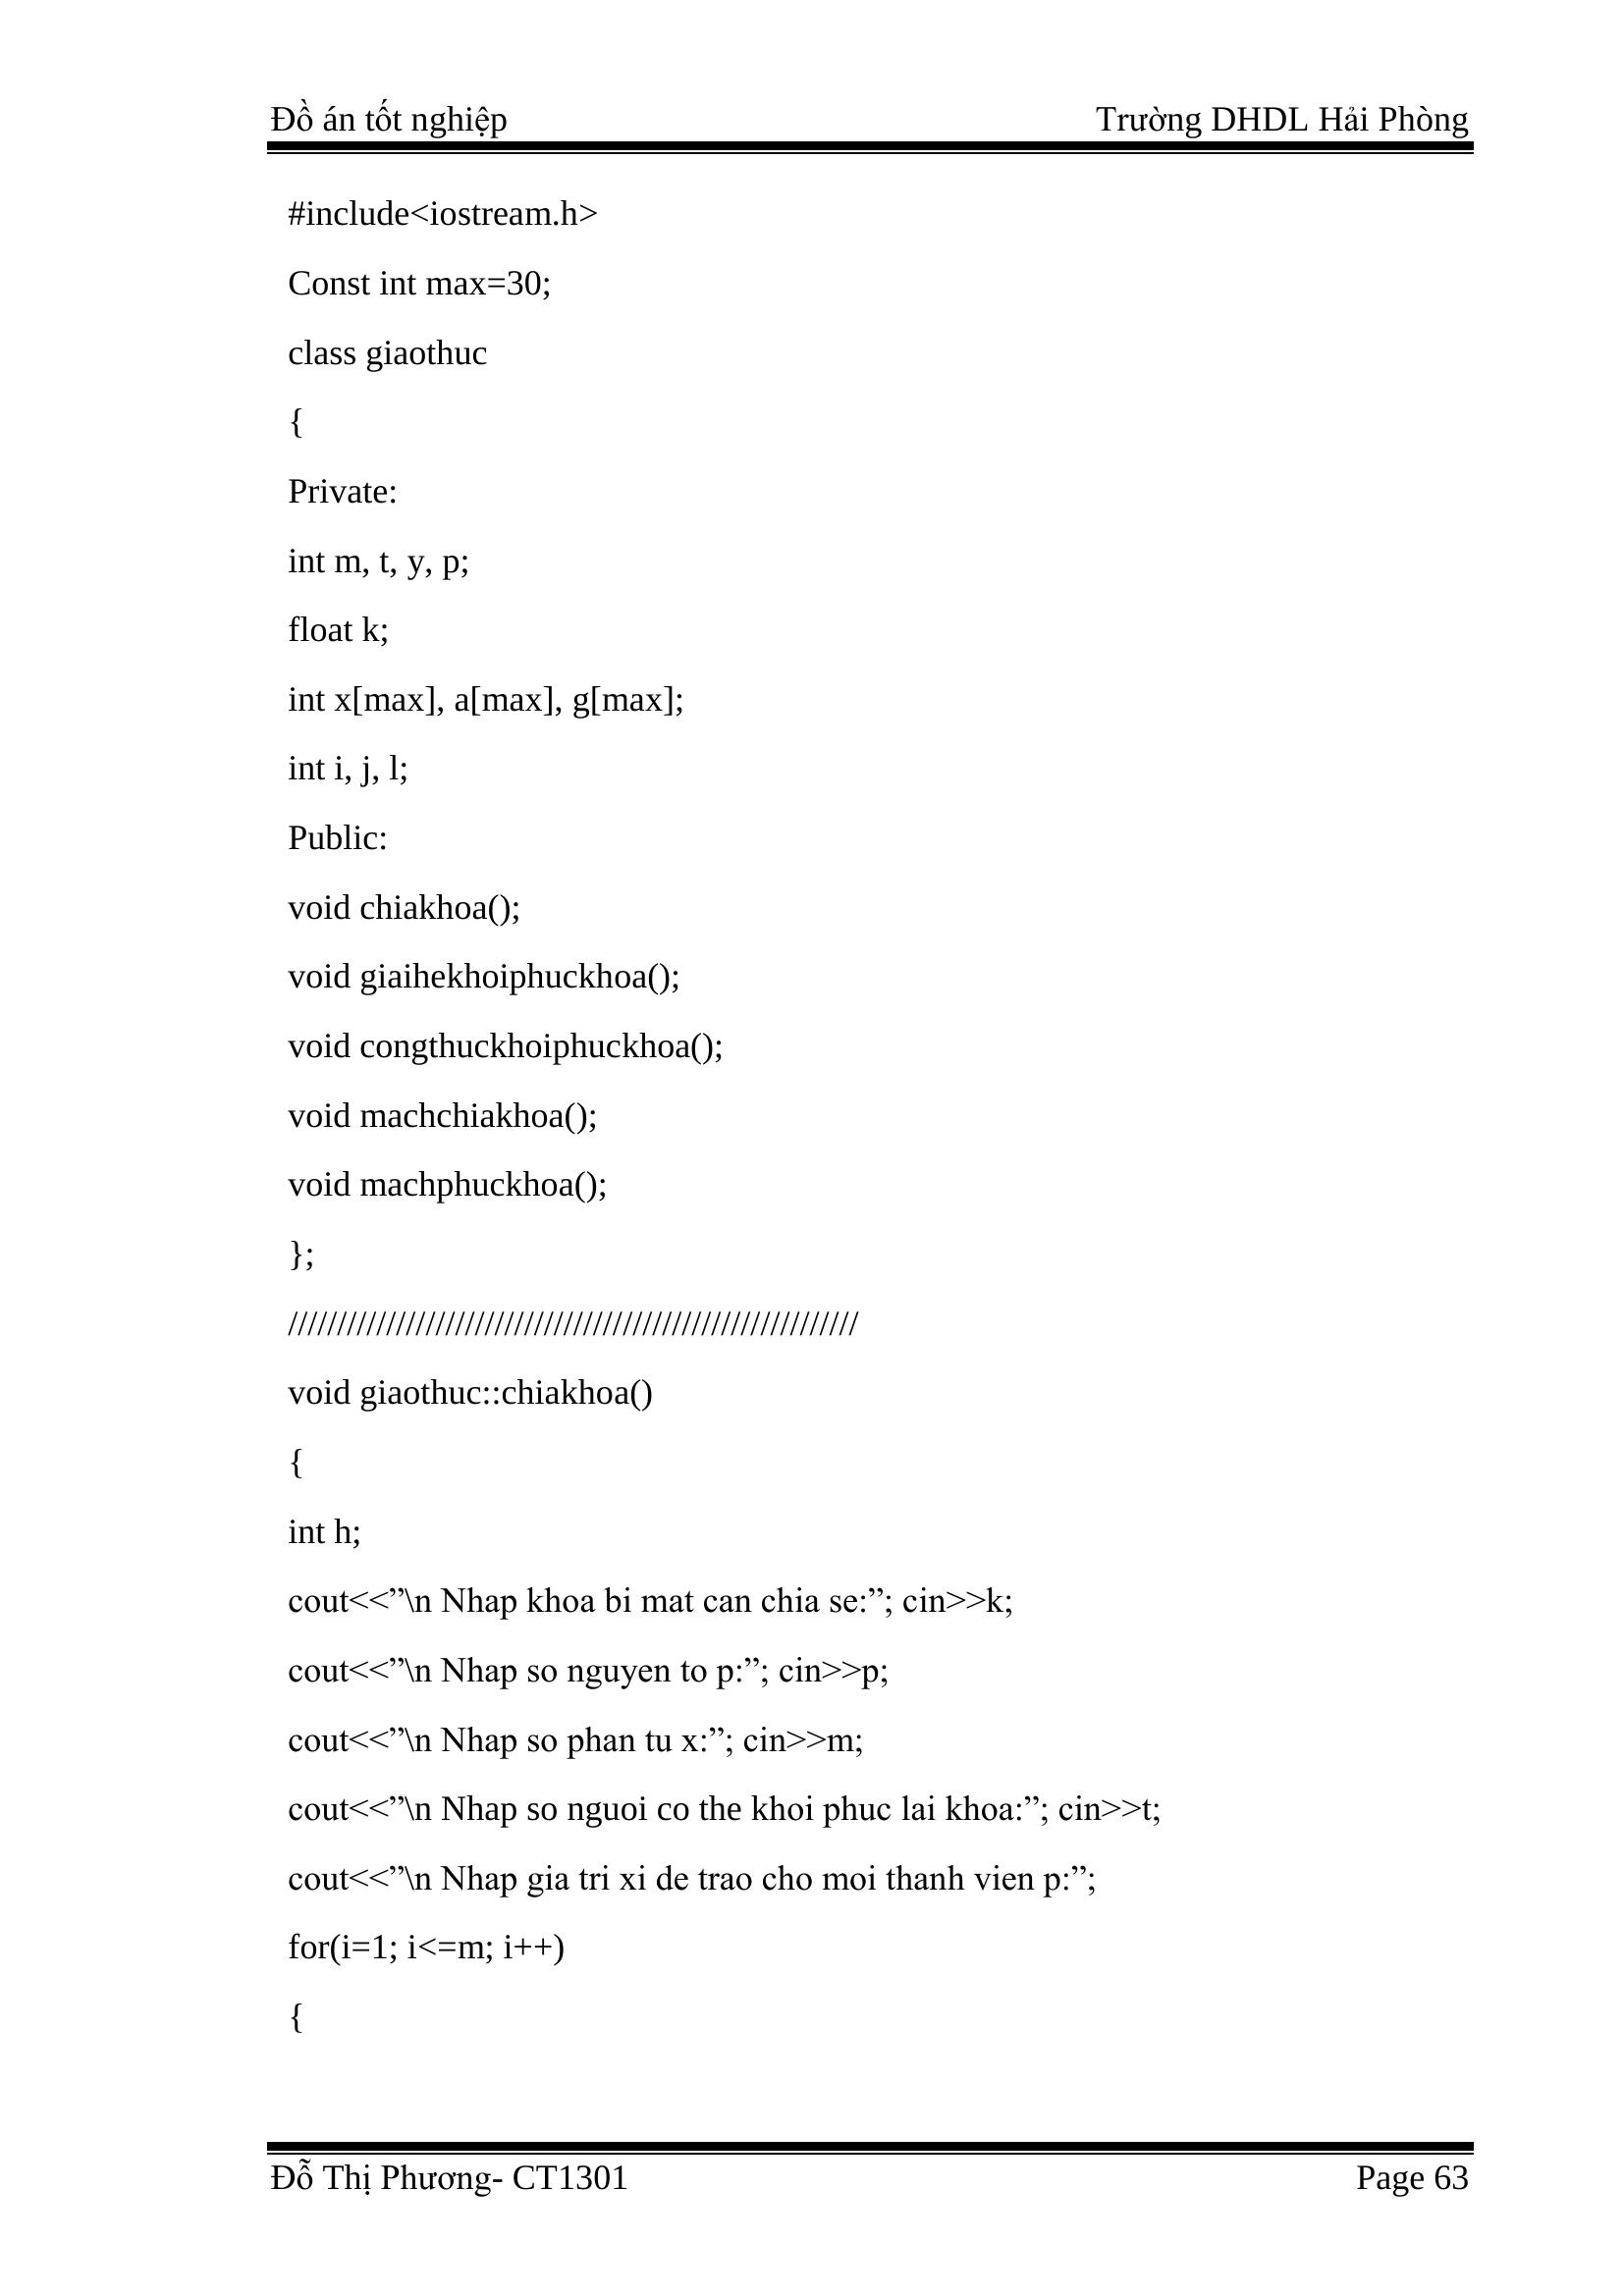 Đồ án tốt nghiệp Trường DHDL Hải Phòng
#include<iostream.h>
Const int max=30;
class giaothuc
{
Private:
int m, t, y, p;
float k;
int x[max], a[max], g[max];
int i, j, l;
Public:
void chiakhoa();
void giaihekhoiphuckhoa();
void congthuckhoiphuckhoa();
void machchiakhoa();
void machphuckhoa();
};
//////////////////////////////////////////////////////////
void giaothuc::chiakhoa()
{
int h;
cout<<”\n Nhap khoa bi mat can chia se:”; cin>>k;
cout<<”\n Nhap so nguyen to p:”; cin>>p;
cout<<”\n Nhap so phan tu x:”; cin>>m;
cout<<”\n Nhap so nguoi co the khoi phuc lai khoa:”; cin>>t;
cout<<”\n Nhap gia tri xi de trao cho moi thanh vien p:”;
for(i=1; i<=m; i++)
{
Đỗ Thị Phương- CT1301 Page 63